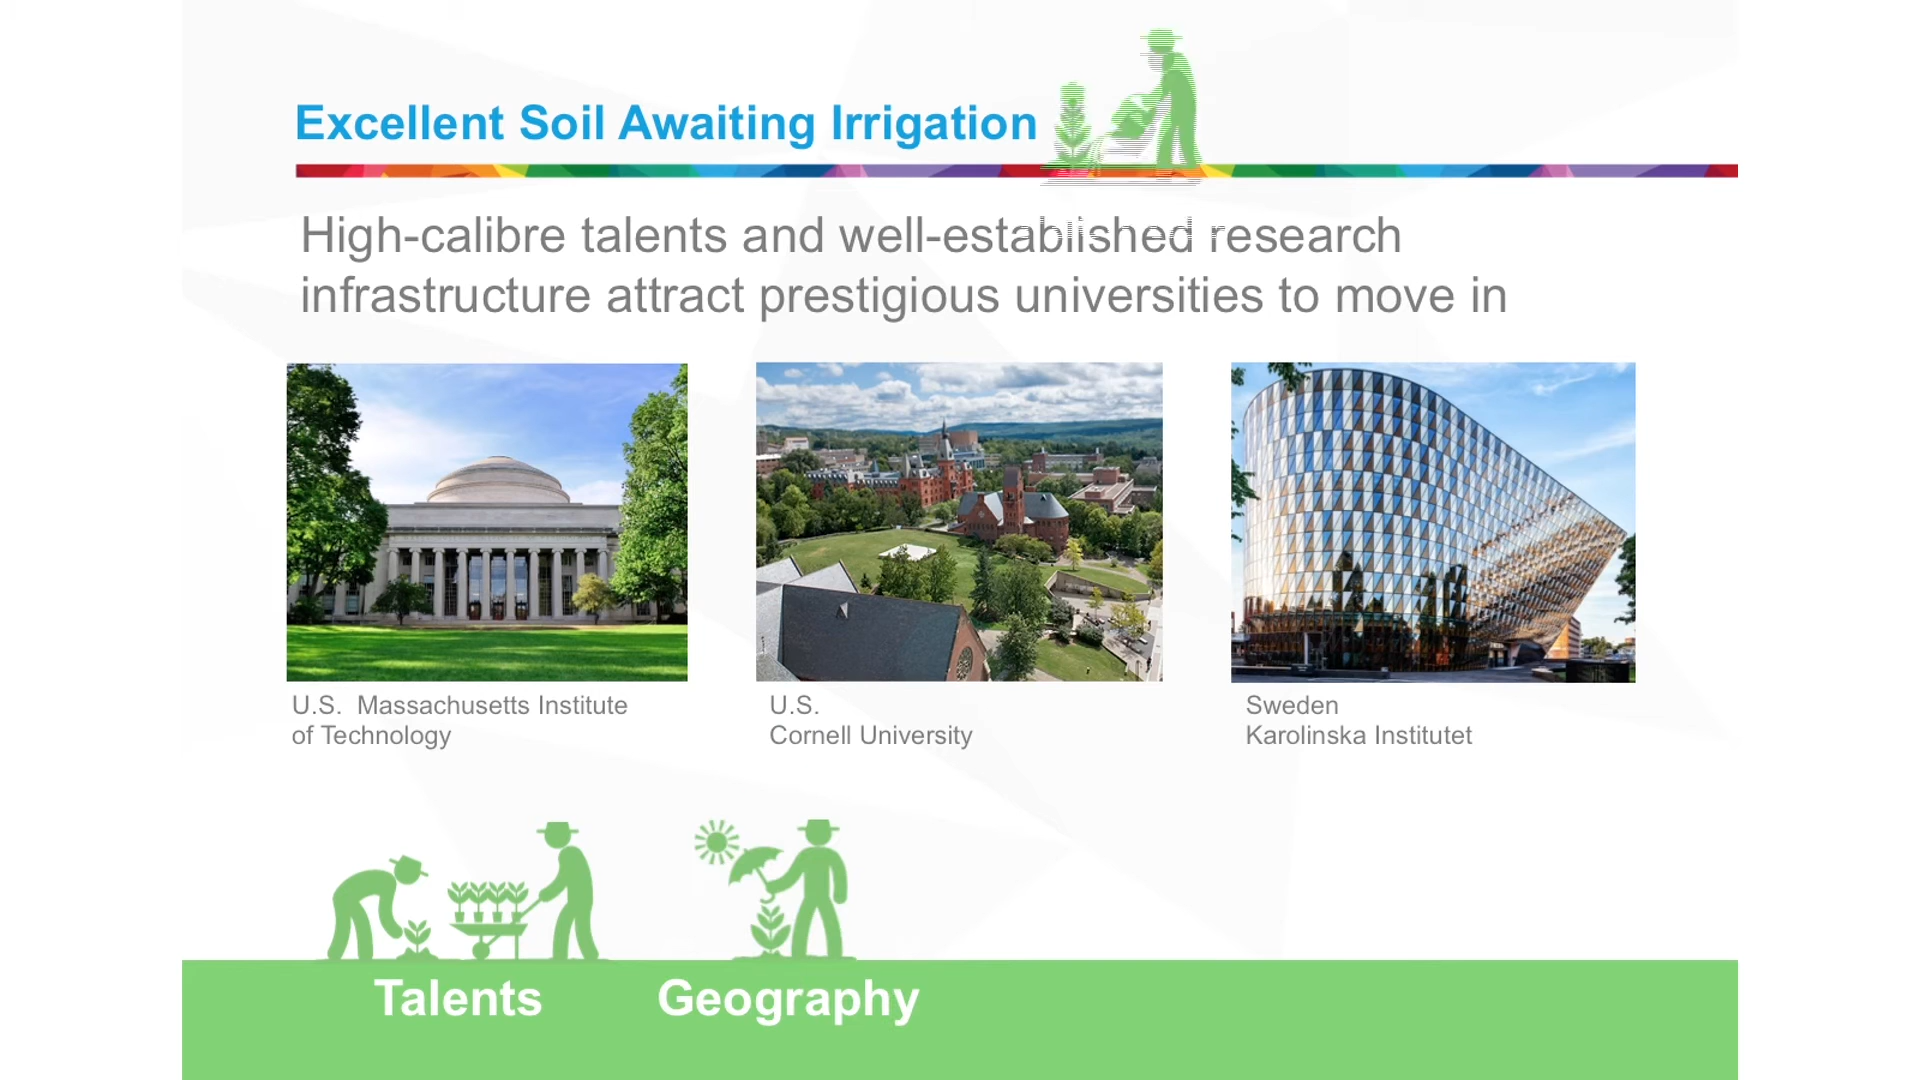 Excellent Soil Awaiting Irrigation
High-calibre talents and well-established research
infrastructure attract prestigious universities to move in
U.S.  Massachusetts Institute
of Technology
U.S.
Cornell University
Sweden
Karolinska Institutet
Talents
Geography